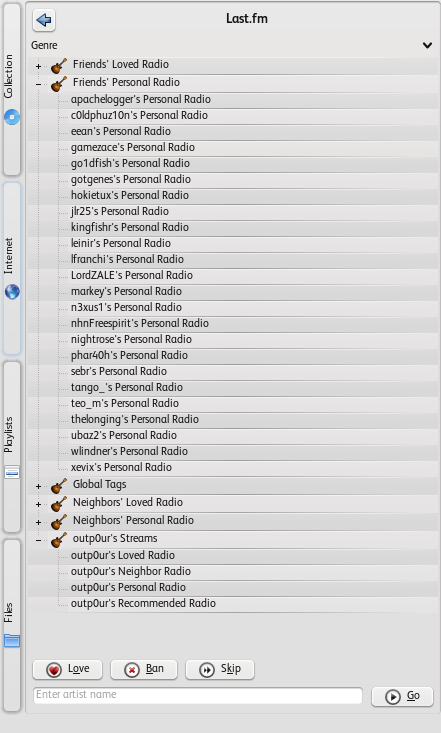 Last.fm
Genre
Friends' Loved Radio
Friends' Personal Radio
apachelogger's Personal Radio
c0ldphuz10n's Personal Radio
eean's Personal Radio
gamezace's Personal Radio
go1dfish's Personal Radio
gotgenes's Personal Radio
hokietux's Personal Radio
jlr25's Personal Radio
kingfishr's Personal Radio
leinir's Personal Radio
lfranchi's Personal Radio
LordZALE's Personal Radio
markey's Personal Radio
n3xus1's Personal Radio
nhnFreespirit's Personal Radio
nightrose's Personal Radio
phar40h's Personal Radio
sebr's Personal Radio
tango_'s Personal Radio
teo_m's Personal Radio
thelonging's Personal Radio
ubaz2's Personal Radio
wlindner's Personal Radio
xevix's Personal Radio
Global Tags
Neighbors' Loved Radio
Neighbors' Personal Radio
outp0ur's Streams
outp0ur's Loved Radio
outp0ur's Neighbor Radio
outp0ur's Personal Radio
outp0ur's Recommended Radio
Love Ban Skip
Enter artist name Go
Collection
Internet
Playlists
Files